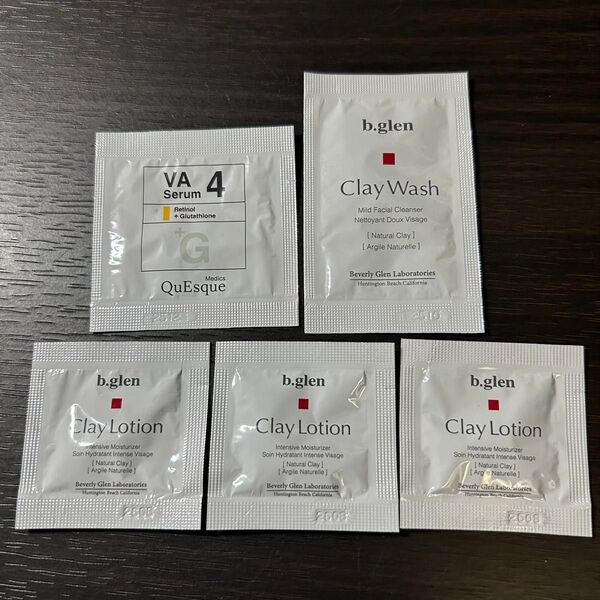 VA
Serum
4
Retinol
+ Glutathione
+G
Medics
QuEsque
b.glen
Clay Wash
Mild Facial Cleanser
Nettoyant Doux Visage
[ Natural Clay ]
[ Argile Naturelle ]
Beverly Glen Laboratories
Huntington Beach California
b.glen
Clay Lotion
Intensive Moisturizer
Soin Hydratant Intense Visage
[ Natural Clay ]
[ Argile Naturelle ]
Beverly Glen Laboratories
Huntington Beach California
b.glen
Clay Lotion
Intensive Moisturizer
Soin Hydratant Intense Visage
[ Natural Clay ]
[ Argile Naturelle ]
Beverly Glen Laboratories
Huntington Beach California
b.glen
Clay Lotion
Intensive Moisturizer
Soin Hydratant Intense Visage
[ Natural Clay ]
[ Argile Naturelle ]
Beverly Glen Laboratories
Huntington Beach California